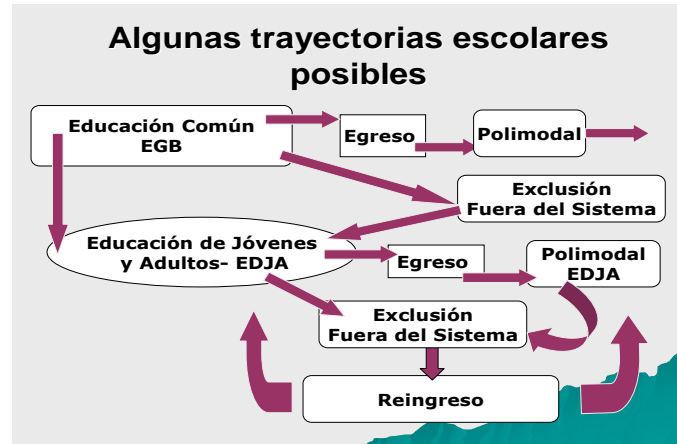 Algunas trayectorias escolares
posibles
Educación Común
EGB
Egreso
Polimodal
Exclusión
Fuera del Sistema
Educación de Jóvenes
y Adultos- EDJA
Egreso
Polimodal
EDJA
Exclusión
Fuera del Sistema
Reingreso